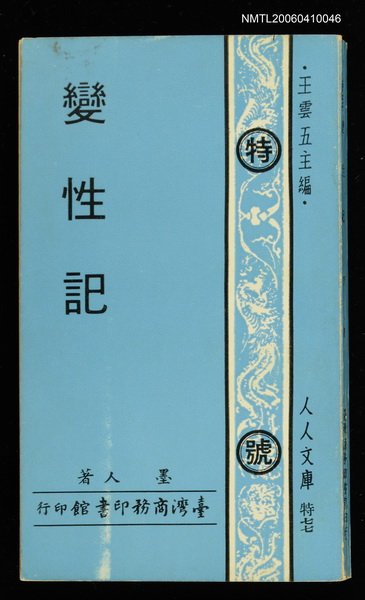 NMTL20060410046
•王雲五主編•
特
號
人人文庫 特七七
變性記
墨人著
臺灣商務印書館印行